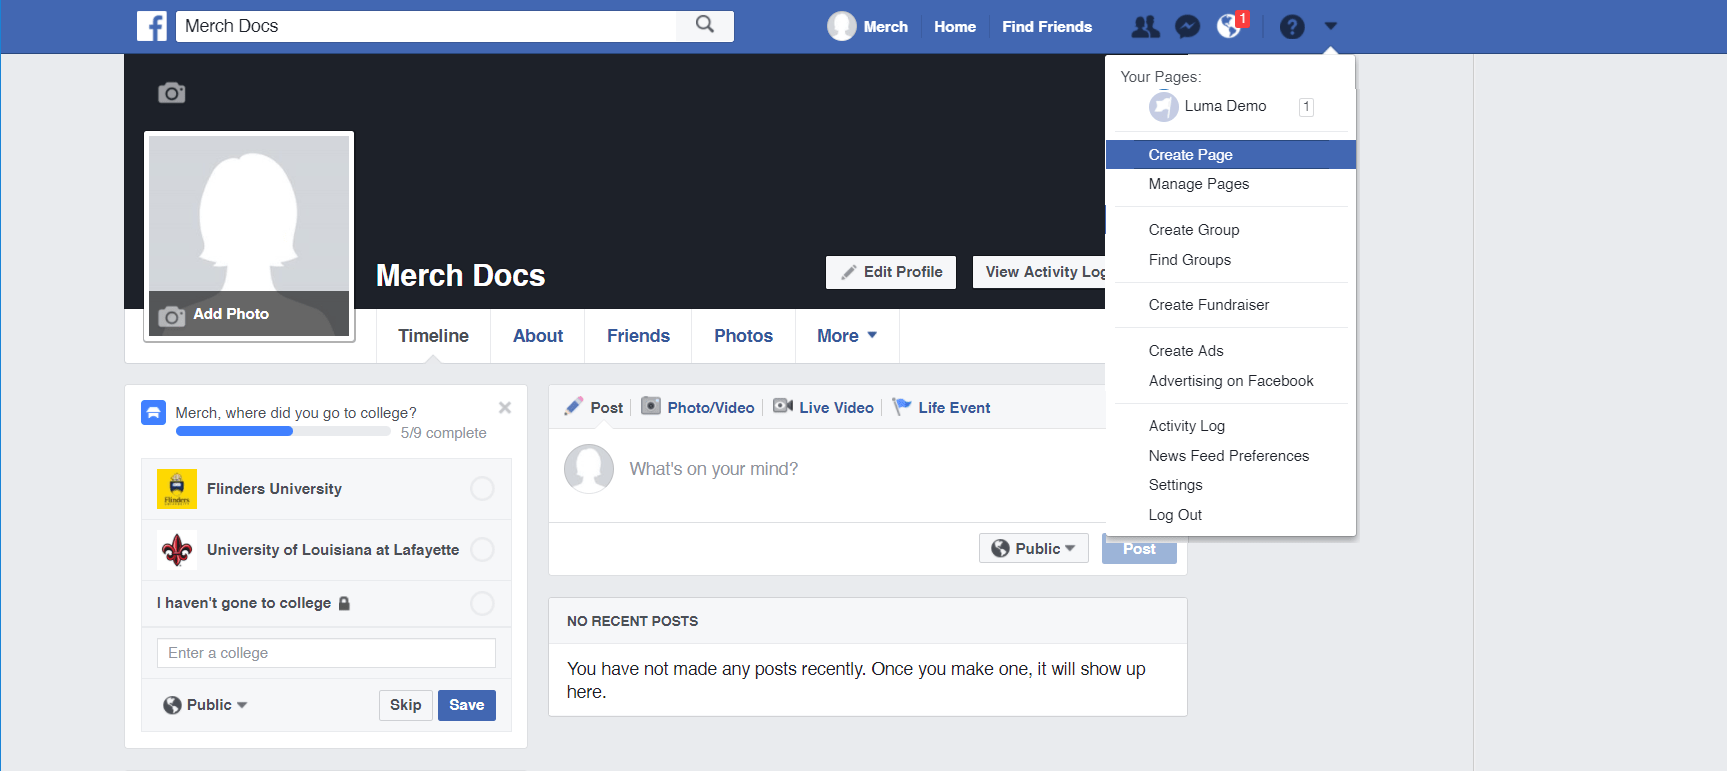 Merch Docs
Merch Home Find Friends 1
Your Pages:
Luma Demo 1
Create Page
Manage Pages
Create Group
Find Groups
Create Fundraiser
Create Ads
Advertising on Facebook
Activity Log
News Feed Preferences
Settings
Log Out
Merch Docs
Edit Profile
View Activity Log
Add Photo
Timeline About Friends Photos More
Merch, where did you go to college?
5/9 complete
Flinders
Flinders University
University of Louisiana at Lafayette
I haven't gone to college
Enter a college
Public Skip Save
Post Photo/Video Live Video Life Event
What's on your mind?
Public Post
NO RECENT POSTS
You have not made any posts recently. Once you make one, it will show up
here.